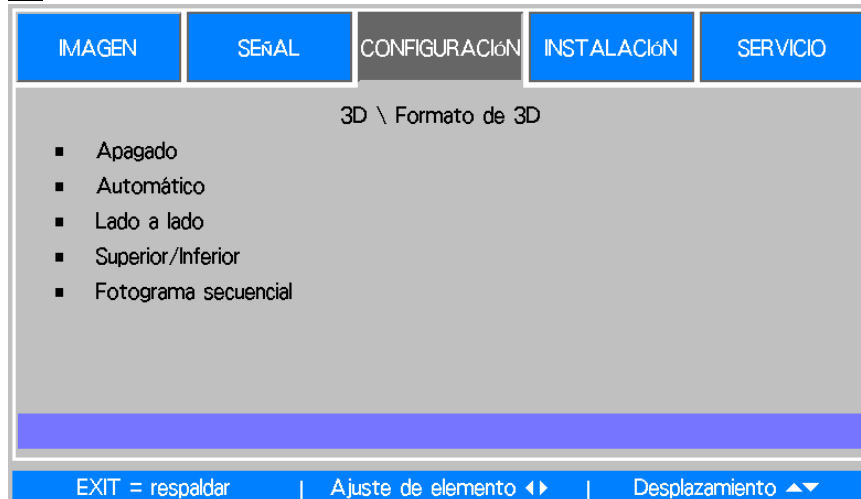 IMAGEN SEñAL CONFIGURACIóN INSTALACIóN SERVICIO
3D \ Formato de 3D
▪ Apagado
▪ Automático
▪ Lado a lado
▪ Superior/Inferior
▪ Fotograma secuencial
EXIT = respaldar | Ajuste de elemento ◂▸ | Desplazamiento ▴▾